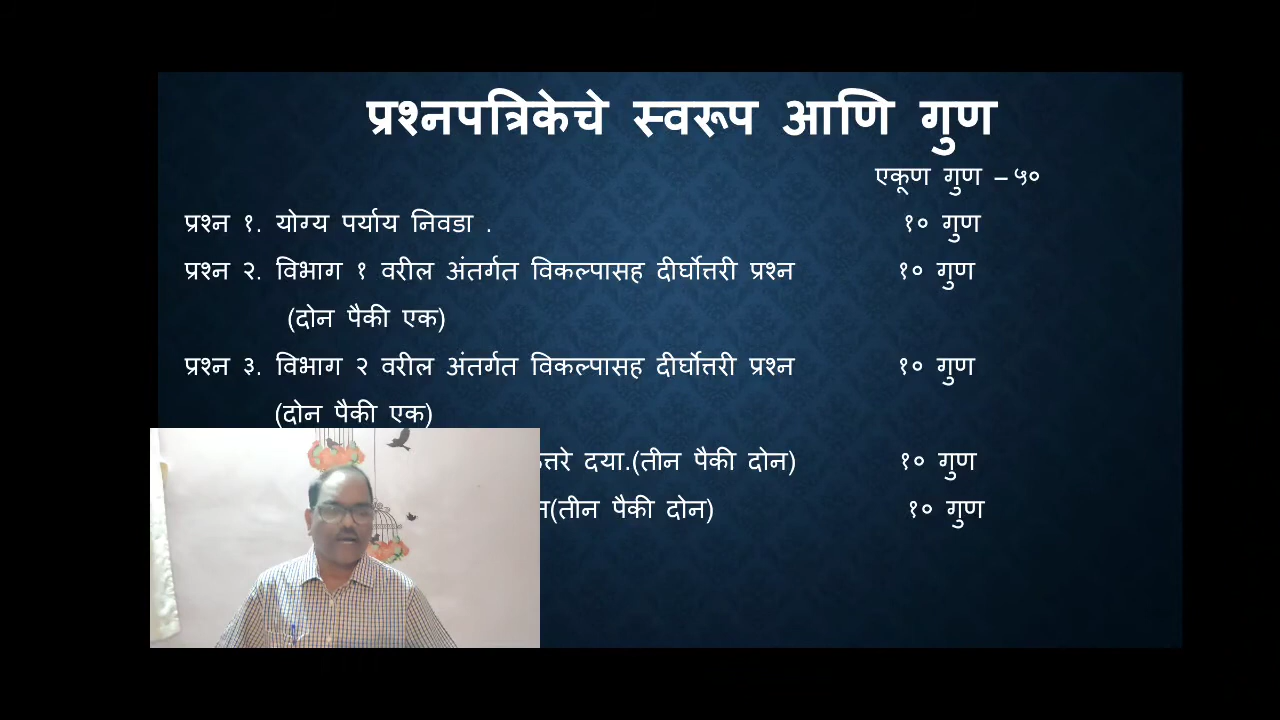 प्रश्नपत्रिकेचे स्वरूप आणि गुण
एकूण गुण – ५०
प्रश्न १. योग्य पर्याय निवडा . १० गुण
प्रश्न २. विभाग १ वरील अंतर्गत विकल्पासह दीर्घोत्तरी प्रश्न १० गुण
(दोन पैकी एक)
प्रश्न ३. विभाग २ वरील अंतर्गत विकल्पासह दीर्घोत्तरी प्रश्न १० गुण
(दोन पैकी एक)
दया.(तीन पैकी दोन) १० गुण
(तीन पैकी दोन) १० गुण